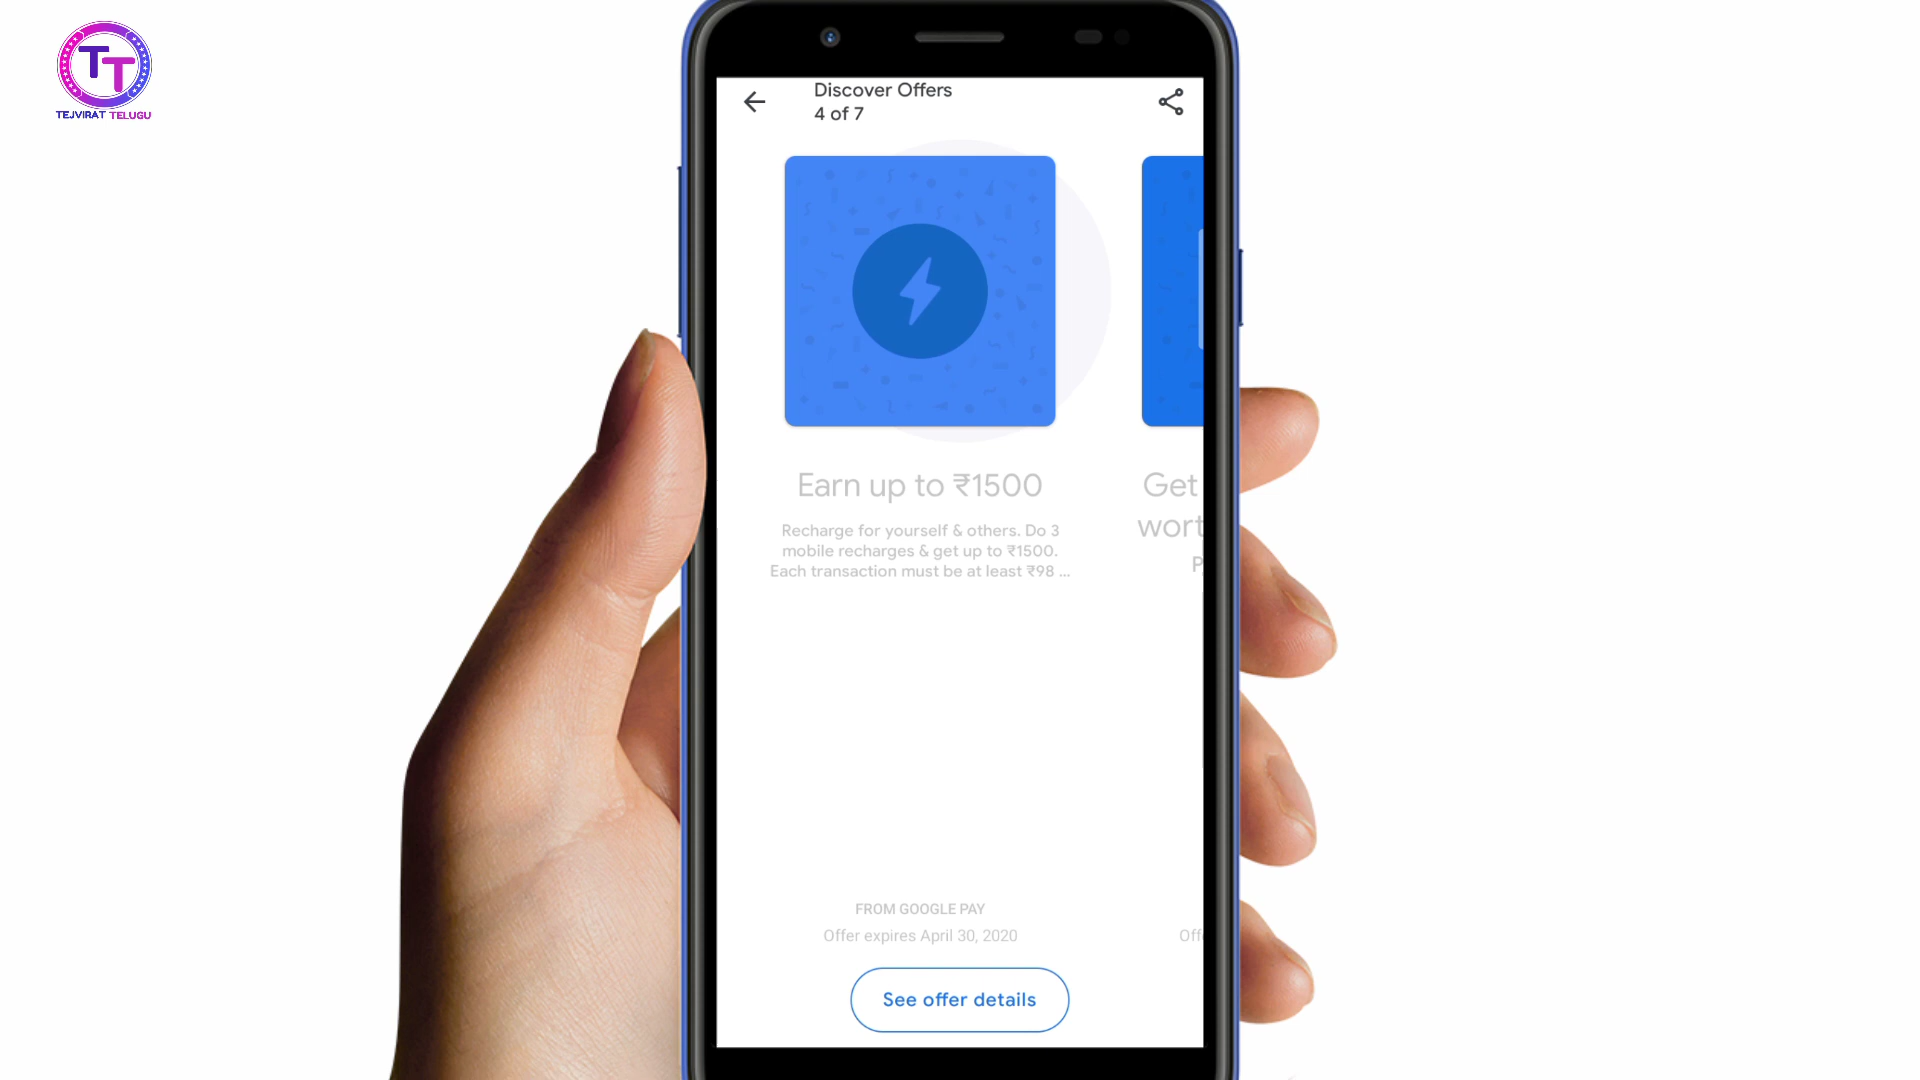 TT
TEJVIRAT TELUGU
Discover Offers
4 of 7
Earn up to ₹1500
Recharge for yourself & others. Do 3
mobile recharges & get up to ₹1500.
Each transaction must be at least ₹98 ...
FROM GOOGLE PAY
Offer expires April 30, 2020
See offer details
Get